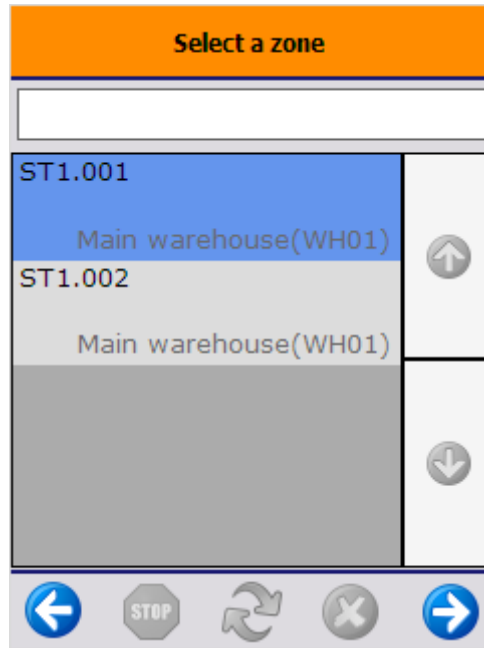 Select a zone
ST1.001
Main warehouse(WH01)
ST1.002
Main warehouse(WH01)
STOP